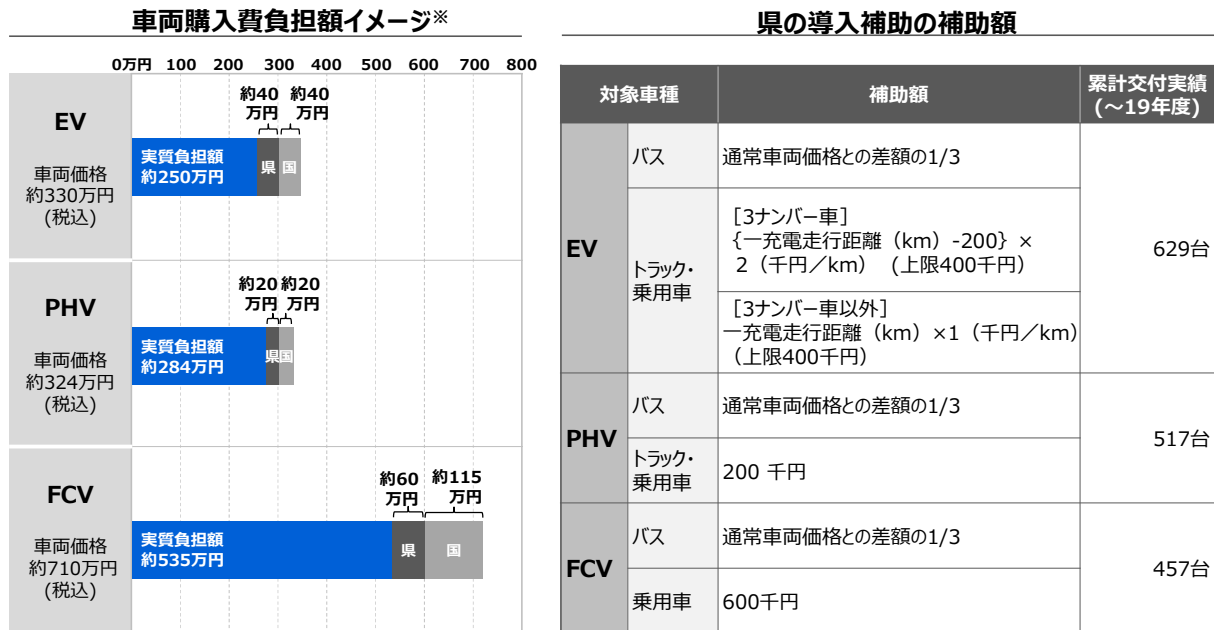 車両購入費負担額イメージ※
0万円 100 200 300 400 500 600 700 800
EV
車両価格
約330万円
(税込)
約40
万円
約40
万円
実質負担額
約250万円
県
国
PHV
車両価格
約324万円
(税込)
約20
万円
約20
万円
実質負担額
約284万円
県
国
FCV
車両価格
約710万円
(税込)
約60
万円
約115
万円
実質負担額
約535万円
県
国
県の導入補助の補助額
対象車種
補助額
累計交付実績
(~19年度)
EV
バス
通常車両価格との差額の1/3
トラック・
乗用車
［3ナンバー車］
{一充電走行距離（km）-200}×
2（千円／km） (上限400千円）
［3ナンバー車以外］
一充電走行距離（km）×1（千円／km）
（上限400千円）
629台
PHV
バス
通常車両価格との差額の1/3
トラック・
乗用車
200 千円
517台
FCV
バス
通常車両価格との差額の1/3
乗用車
600千円
457台